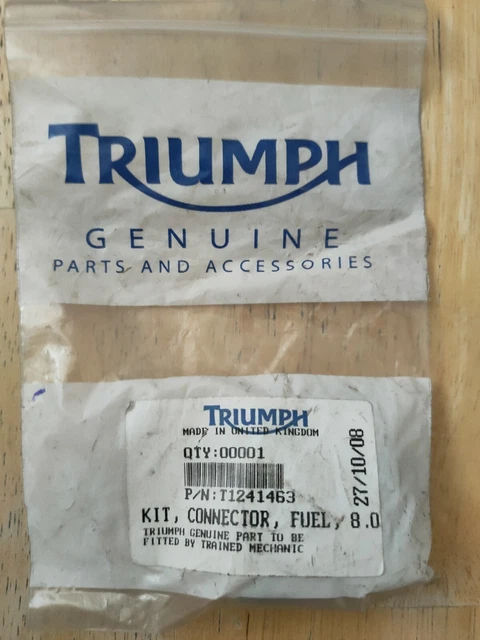 TRIUMPH
GENUINE
PARTS AND ACCESSORIES
TRIUMPH
MADE IN UNITED KINGDOM
QTY:00001
P/N:T1241463
27/10/08
KIT, CONNECTOR, FUEL, 8.0
TRIUMPH GENUINE PART TO BE
FITTED BY TRAINED MECHANIC